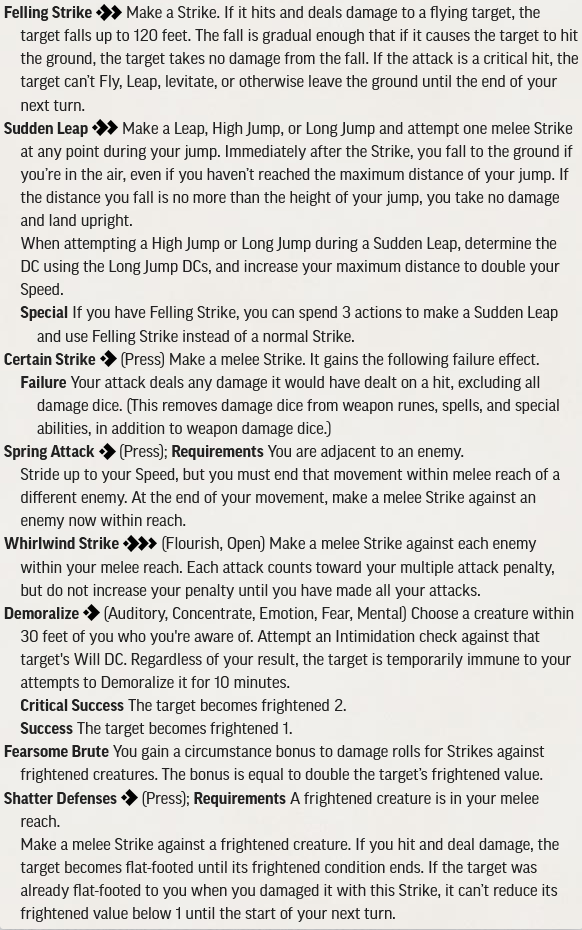 Felling Strike Make a Strike. If it hits and deals damage to a flying target, the
target falls up to 120 feet. The fall is gradual enough that if it causes the target to hit
the ground, the target takes no damage from the fall. If the attack is a critical hit, the
target can't Fly, Leap, levitate, or otherwise leave the ground until the end of your
next turn.
Sudden Leap Make a Leap, High Jump, or Long Jump and attempt one melee Strike
at any point during your jump. Immediately after the Strike, you fall to the ground if
you're in the air, even if you haven't reached the maximum distance of your jump. If
the distance you fall is no more than the height of your jump, you take no damage
and land upright.
When attempting a High Jump or Long Jump during a Sudden Leap, determine the
DC using the Long Jump DCs, and increase your maximum distance to double your
Speed.
Special If you have Felling Strike, you can spend 3 actions to make a Sudden Leap
and use Felling Strike instead of a normal Strike.
Certain Strike (Press) Make a melee Strike. It gains the following failure effect.
Failure Your attack deals any damage it would have dealt on a hit, excluding all
damage dice. (This removes damage dice from weapon runes, spells, and special
abilities, in addition to weapon damage dice.)
Spring Attack (Press); Requirements You are adjacent to an enemy.
Stride up to your Speed, but you must end that movement within melee reach of a
different enemy. At the end of your movement, make a melee Strike against an
enemy now within reach.
Whirlwind Strike (Flourish, Open) Make a melee Strike against each enemy
within your melee reach. Each attack counts toward your multiple attack penalty,
but do not increase your penalty until you have made all your attacks.
Demoralize (Auditory, Concentrate, Emotion, Fear, Mental) Choose a creature within
30 feet of you who you're aware of. Attempt an Intimidation check against that
target's Will DC. Regardless of your result, the target is temporarily immune to your
attempts to Demoralize it for 10 minutes.
Critical Success The target becomes frightened 2.
Success The target becomes frightened 1.
Fearsome Brute You gain a circumstance bonus to damage rolls for Strikes against
frightened creatures. The bonus is equal to double the target's frightened value.
Shatter Defenses (Press); Requirements A frightened creature is in your melee
reach.
Make a melee Strike against a frightened creature. If you hit and deal damage, the
target becomes flat-footed until its frightened condition ends. If the target was
already flat-footed to you when you damaged it with this Strike, it can't reduce its
frightened value below 1 until the start of your next turn.